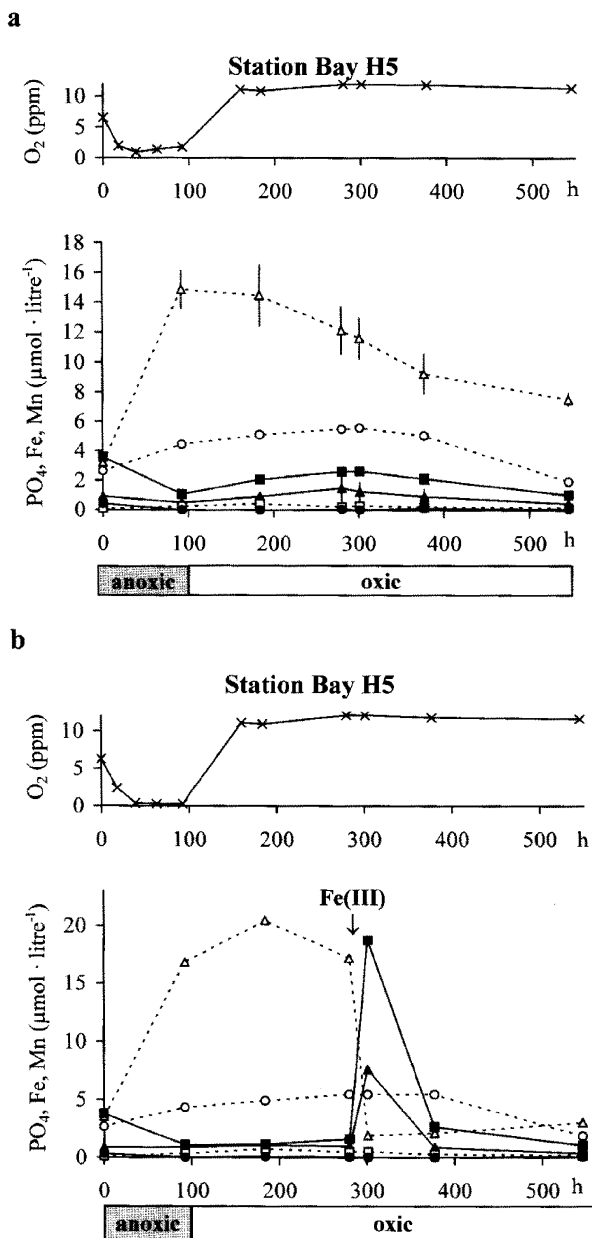 a
Station Bay H5
10
5
0
O₂ (ppm)
0 100 200 300 400 500 h
18
16
14
12
10
8
6
4
2
0
PO₄, Fe, Mn (µmol · litre⁻¹)
0 100 200 300 400 500 h
anoxic oxic
b
Station Bay H5
10
5
0
O₂ (ppm)
0 100 200 300 400 500 h
Fe(III)
20
15
10
5
0
PO₄, Fe, Mn (µmol · litre⁻¹)
0 100 200 300 400 500 h
anoxic oxic